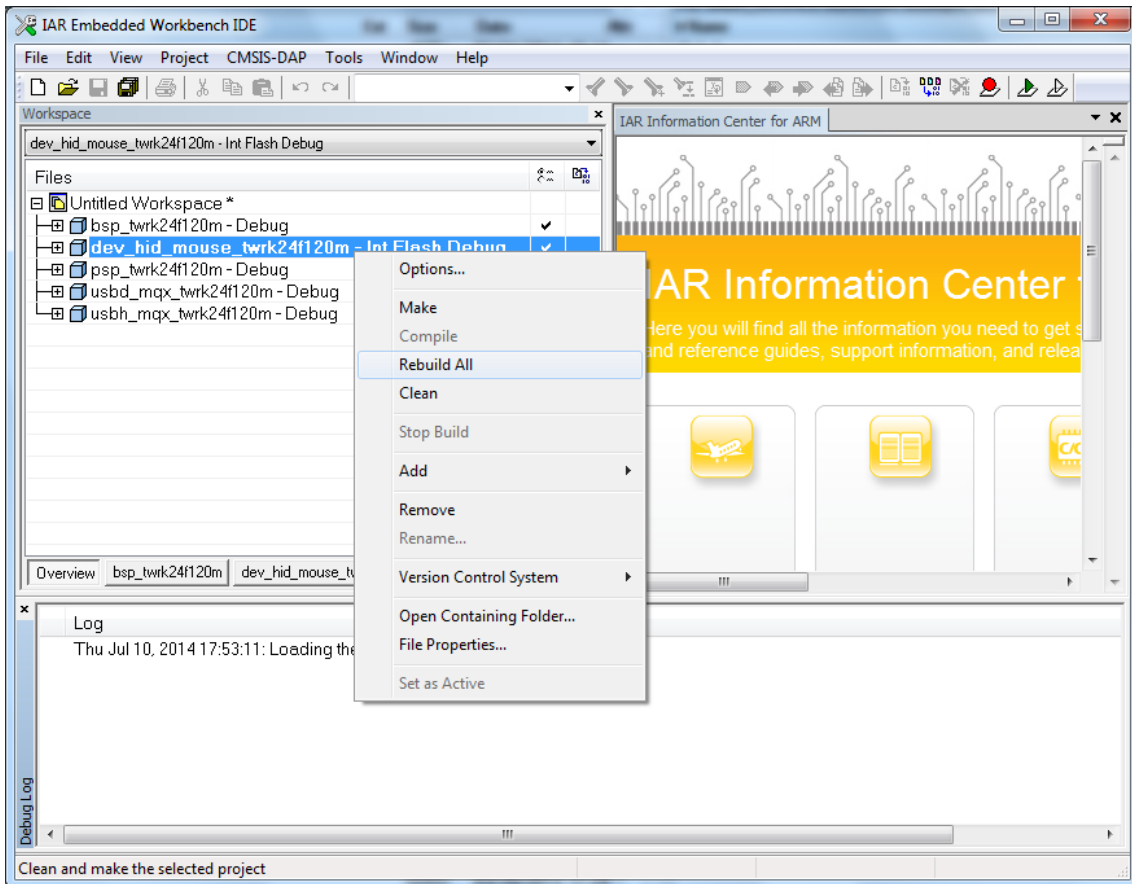 IAR Embedded Workbench IDE
File Edit View Project CMSIS-DAP Tools Window Help
Workspace
dev_hid_mouse_twrk24f120m - Int Flash Debug
Files
Untitled Workspace *
bsp_twrk24f120m - Debug
dev_hid_mouse_twrk24f120m - Int Flash Debug
psp_twrk24f120m - Debug
usbd_mqx_twrk24f120m - Debug
usbh_mqx_twrk24f120m - Debug
Overview bsp_twrk24f120m dev_hid_mouse_tw
IAR Information Center for ARM
IAR Information Center
Here you will find all the information you need to get s
and reference guides, support information, and relea
C/C
Options...
Make
Compile
Rebuild All
Clean
Stop Build
Add
Remove
Rename...
Version Control System
Open Containing Folder...
File Properties...
Set as Active
Log
Thu Jul 10, 2014 17:53:11: Loading the
Debug Log
Clean and make the selected project